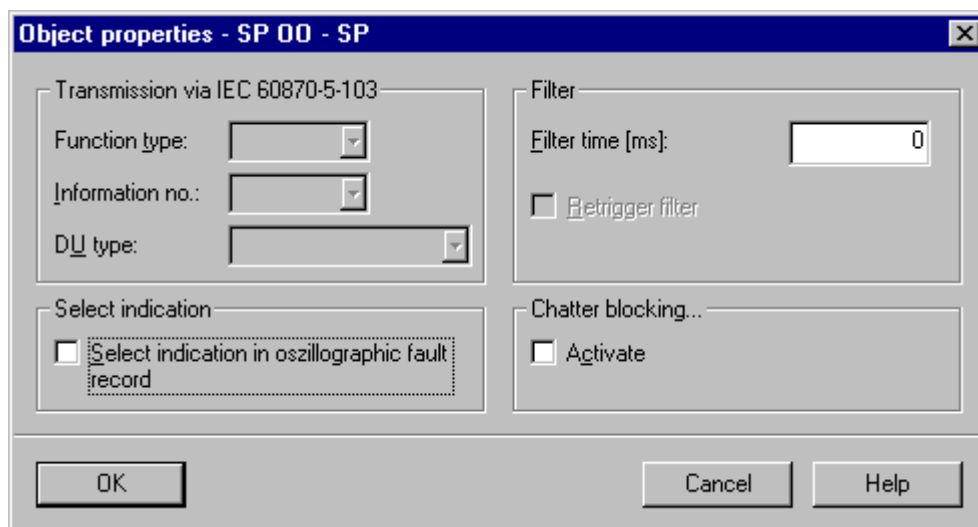 Object properties - SP OO - SP
Transmission via IEC 60870-5-103
Function type:
Information no.:
DU type:
Filter
Filter time [ms]:
0
Retrigger filter
Select indication
Select indication in oszillographic fault
record
Chatter blocking...
Activate
OK
Cancel
Help